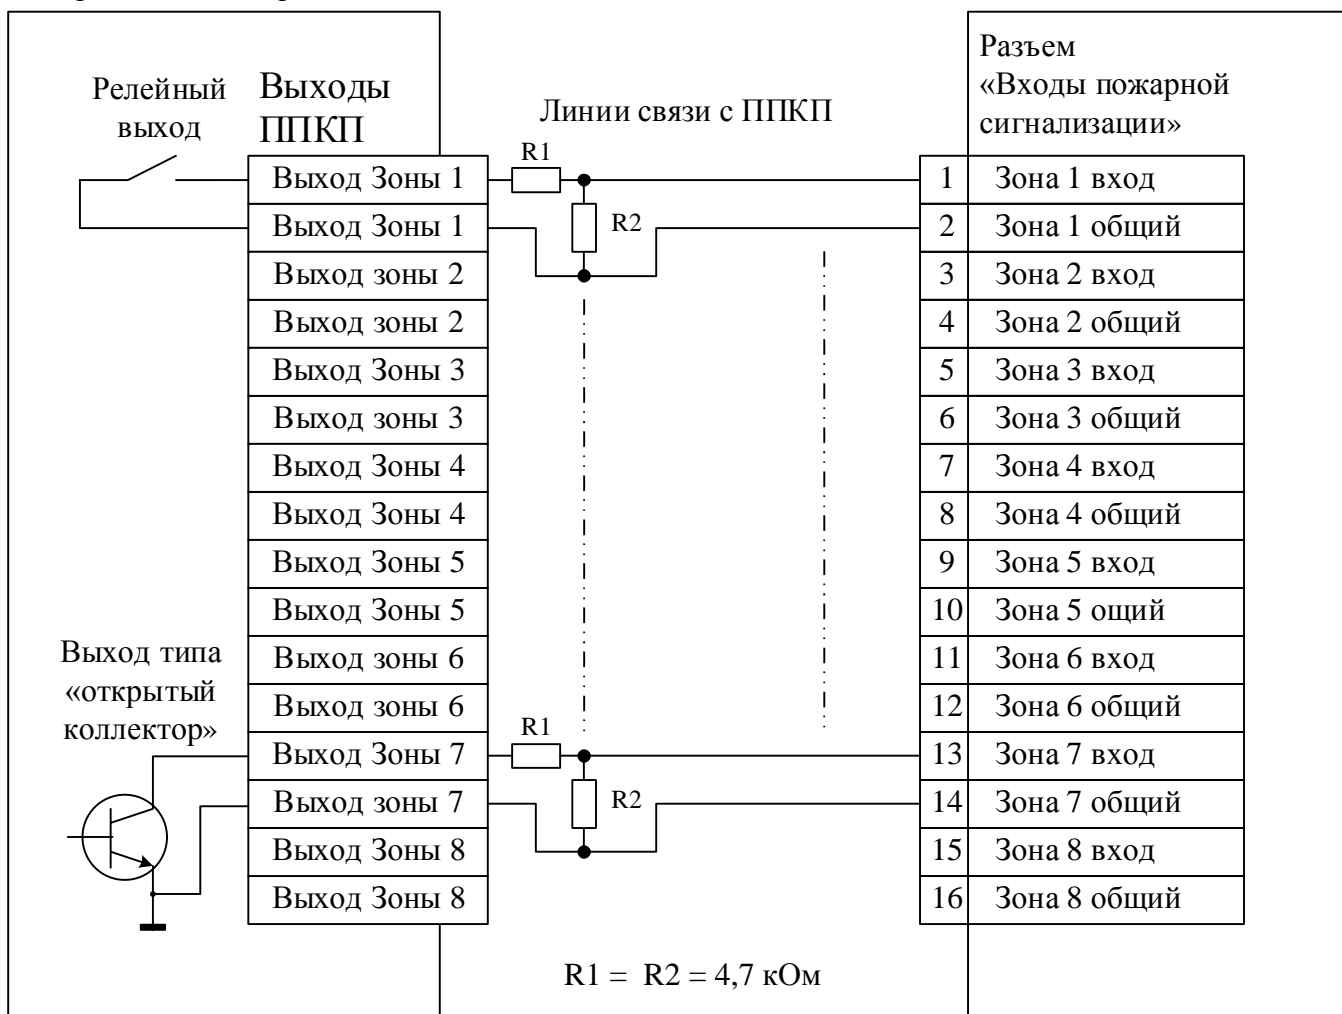 Релейный
выход
Выходы
ППКП
Линии связи с ППКП
Разъем
«Входы пожарной
сигнализации»
R1
R2
Выход Зоны 1
Выход Зоны 1
Выход зоны 2
Выход зоны 2
Выход Зоны 3
Выход зоны 3
Выход Зоны 4
Выход Зоны 4
Выход Зоны 5
Выход Зоны 5
Выход зоны 6
Выход зоны 6
Выход Зоны 7
Выход зоны 7
Выход Зоны 8
Выход Зоны 8
1 Зона 1 вход
2 Зона 1 общий
3 Зона 2 вход
4 Зона 2 общий
5 Зона 3 вход
6 Зона 3 общий
7 Зона 4 вход
8 Зона 4 общий
9 Зона 5 вход
10 Зона 5 ощий
11 Зона 6 вход
12 Зона 6 общий
13 Зона 7 вход
14 Зона 7 общий
15 Зона 8 вход
16 Зона 8 общий
Выход типа
«открытый
коллектор»
R1
R2
R1 = R2 = 4,7 кОм